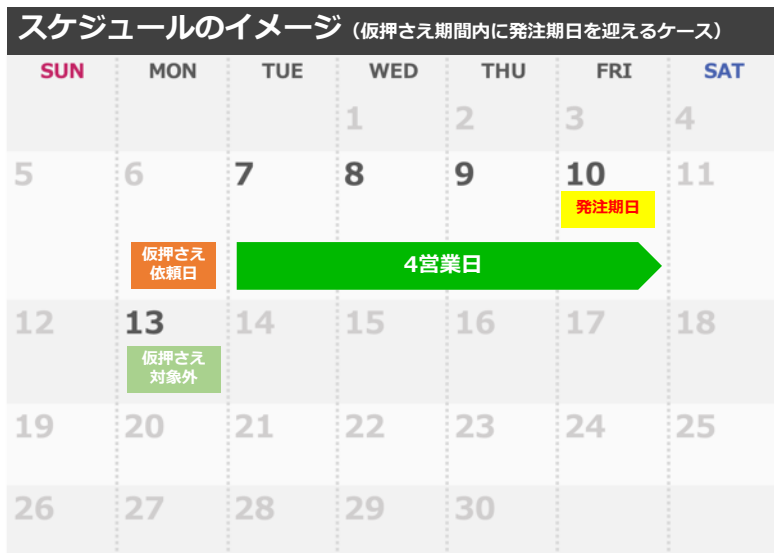 スケジュールのイメージ（仮押さえ期間内に発注期日を迎えるケース）
SUN MON TUE WED THU FRI SAT
1 2 3 4
5 6 7 8 9 10 11
発注期日
仮押さえ
依頼日
4営業日
12 13 14 15 16 17 18
仮押さえ
対象外
19 20 21 22 23 24 25
26 27 28 29 30